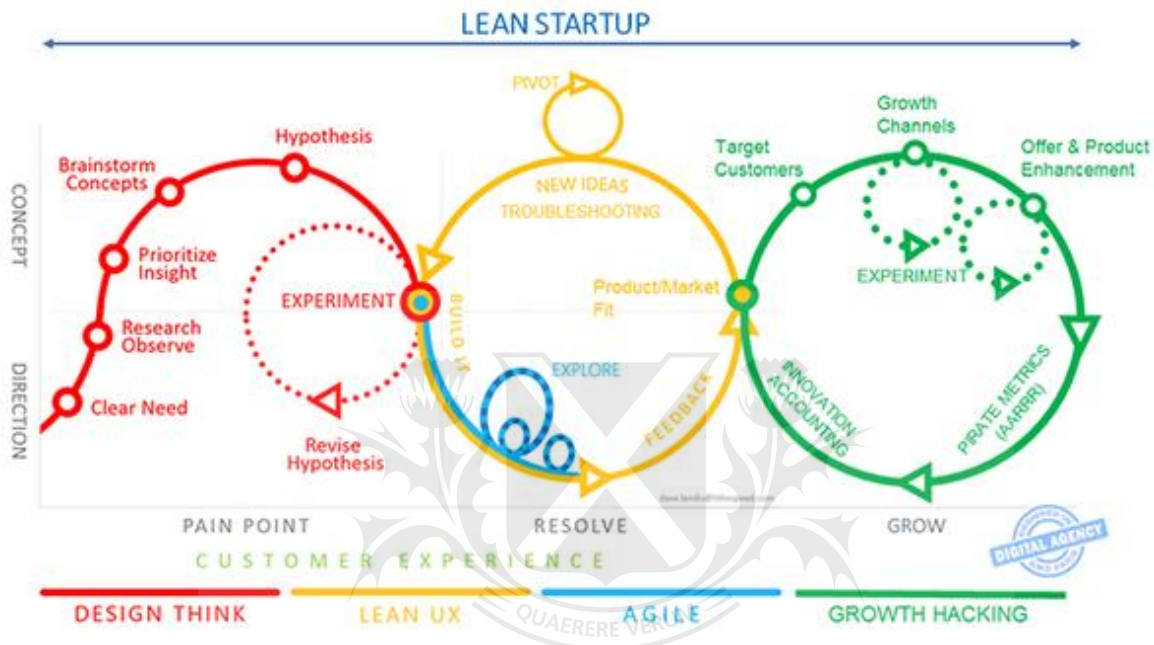 LEAN STARTUP
PIVOT
Hypothesis
Brainstorm
Concepts
Prioritize
Insight
Research
Observe
Clear Need
EXPERIMENT
Revise
Hypothesis
CONCEPT
DIRECTION
NEW IDEAS
TROUBLESHOOTING
BUILD IT
EXPLORE
FEEDBACK
Product/Market
Fit
Target
Customers
Growth
Channels
Offer & Product
Enhancement
EXPERIMENT
INNOVATION
ACCOUNTING
PIRATE METRICS
(AARRR)
PAIN POINT
RESOLVE
GROW
CUSTOMER EXPERIENCE
DIGITAL AGENCY
DESIGN THINK
LEAN UX
AGILE
GROWTH HACKING
QUAERERE